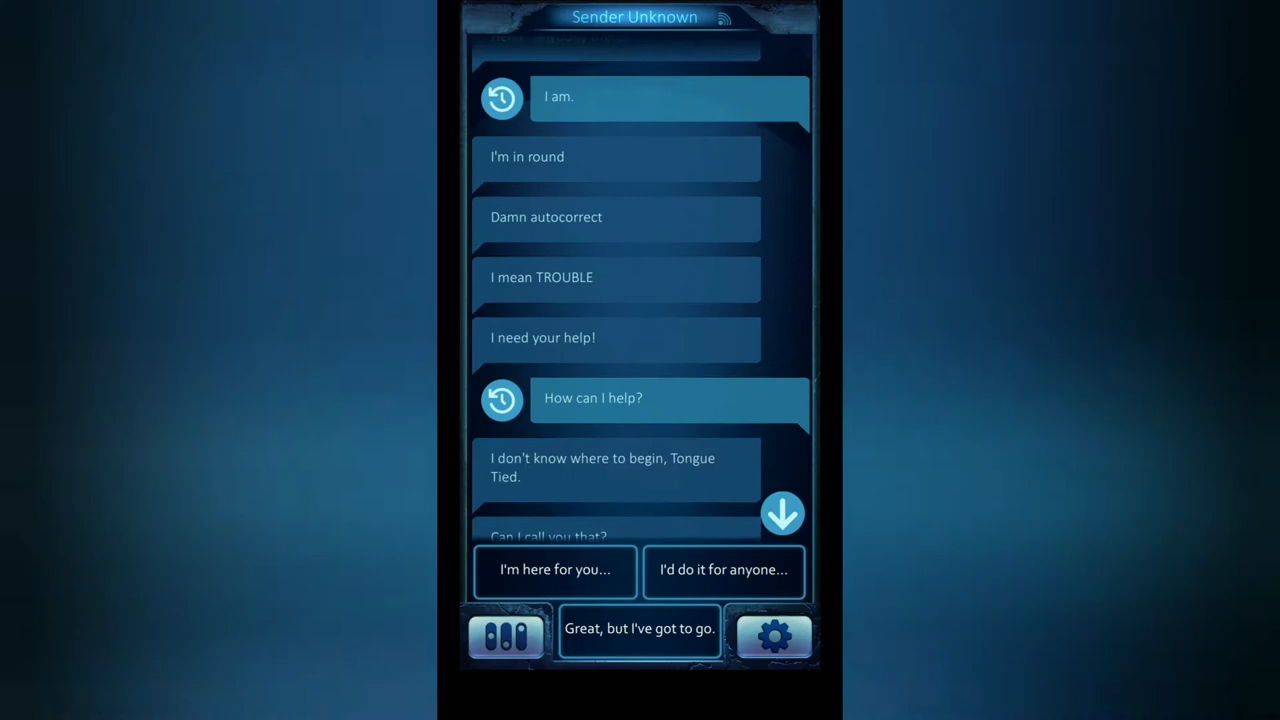 Sender Unknown
I am.
I'm in round
Damn autocorrect
I mean TROUBLE
I need your help!
How can I help?
I don't know where to begin, Tongue
Tied.
Can I call you that?
I'm here for you...
I'd do it for anyone...
Great, but I've got to go.